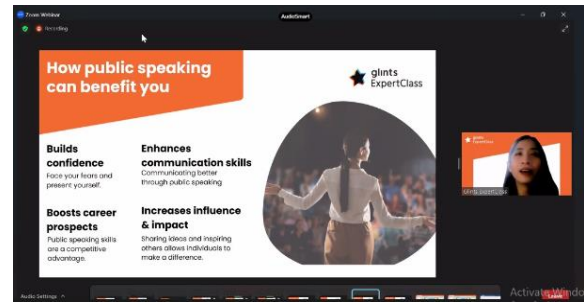 Zoom Webinar
AudioSmart
Recording
How public speaking
can benefit you
glints
ExpertClass
Builds
confidence
Face your fears and
present yourself.
Enhances
communication skills
Communicating better
through public speaking
Boosts career
prospects
Public speaking skills
are a competitive
advantage.
Increases influence
& impact
Sharing ideas and inspiring
others allows individuals to
make a difference.
glints
ExpertClass
Audio Settings
Leave
Activate Windo